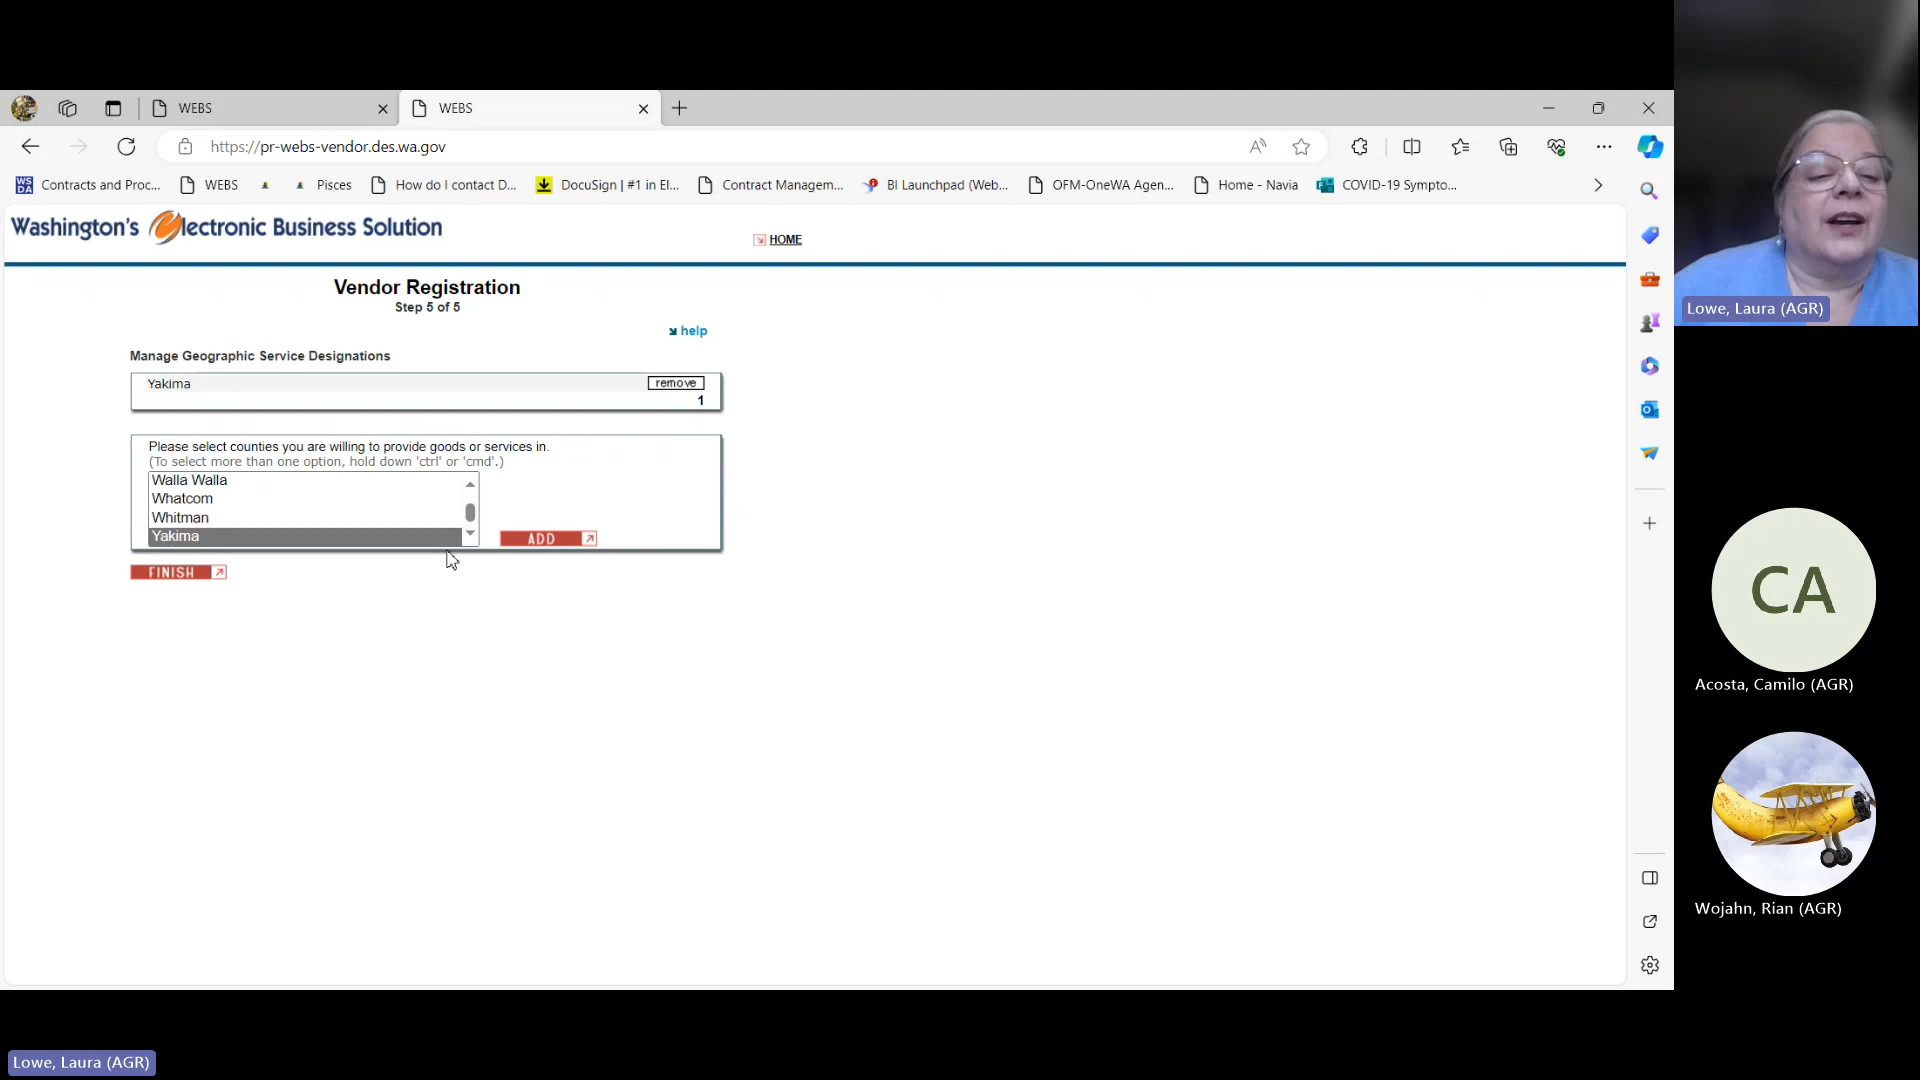 WEBS
WEBS
https://pr-webs-vendor.des.wa.gov
WS DA
Contracts and Proc...
WEBS
Pisces
How do I contact D...
DocuSign | #1 in El...
Contract Managem...
BI Launchpad (Web...
OFM-OneWA Agen...
Home - Navia
COVID-19 Sympto...
Washington's Electronic Business Solution
HOME
Vendor Registration
Step 5 of 5
help
Manage Geographic Service Designations
Yakima
remove
1
Please select counties you are willing to provide goods or services in.
(To select more than one option, hold down 'ctrl' or 'cmd'.)
Walla Walla
Whatcom
Whitman
Yakima
ADD
FINISH
Lowe, Laura (AGR)
CA
Acosta, Camilo (AGR)
Wojahn, Rian (AGR)
Lowe, Laura (AGR)